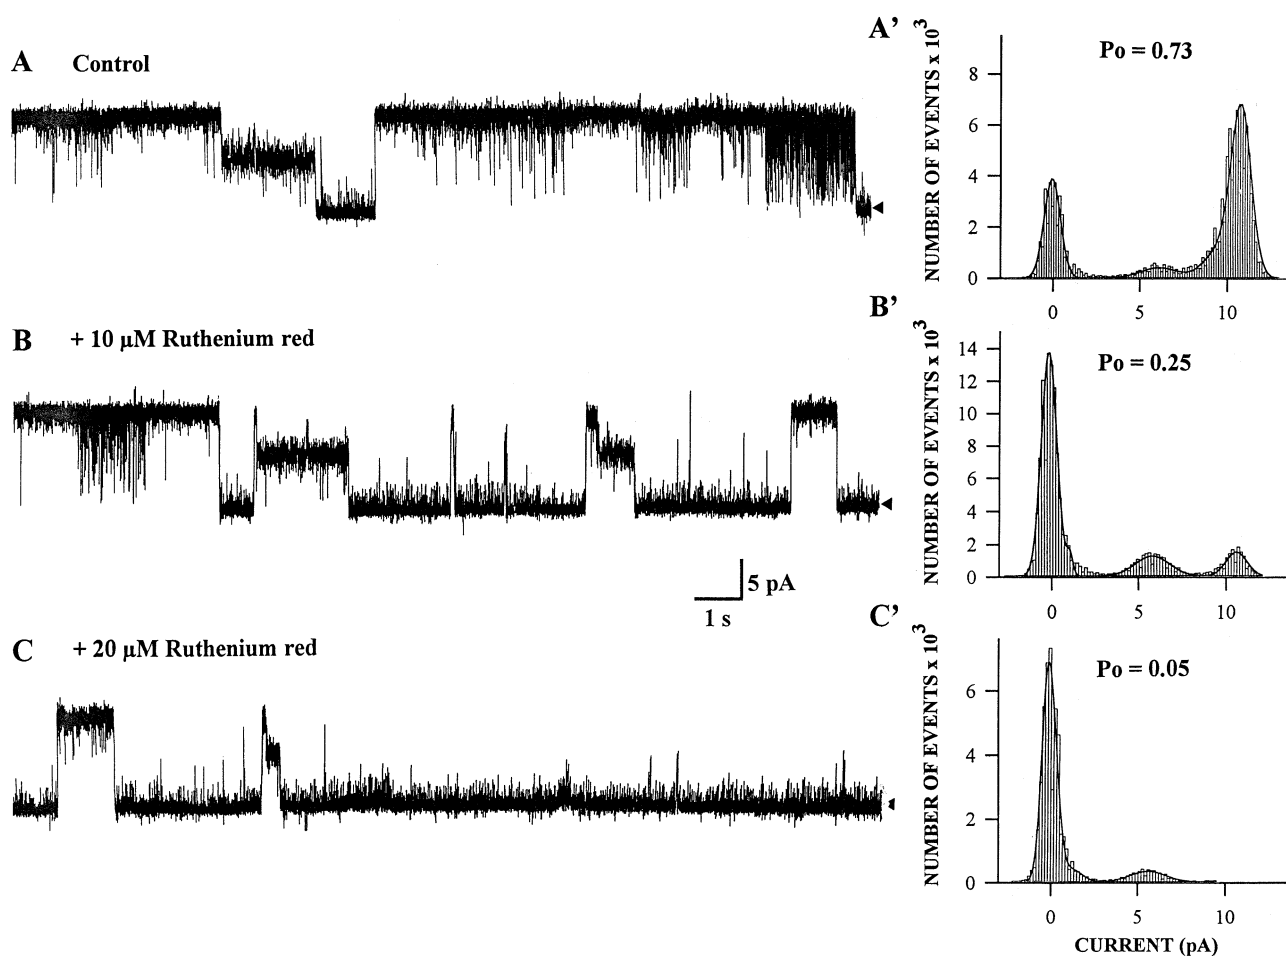 A Control
B + 10 µM Ruthenium red
5 pA
1 s
C + 20 µM Ruthenium red
A’
NUMBER OF EVENTS x 10³
Po = 0.73
8
6
4
2
0
0 5 10
B’
NUMBER OF EVENTS x 10³
Po = 0.25
14
12
10
8
6
4
2
0
0 5 10
C’
NUMBER OF EVENTS x 10³
Po = 0.05
6
4
2
0
0 5 10
CURRENT (pA)